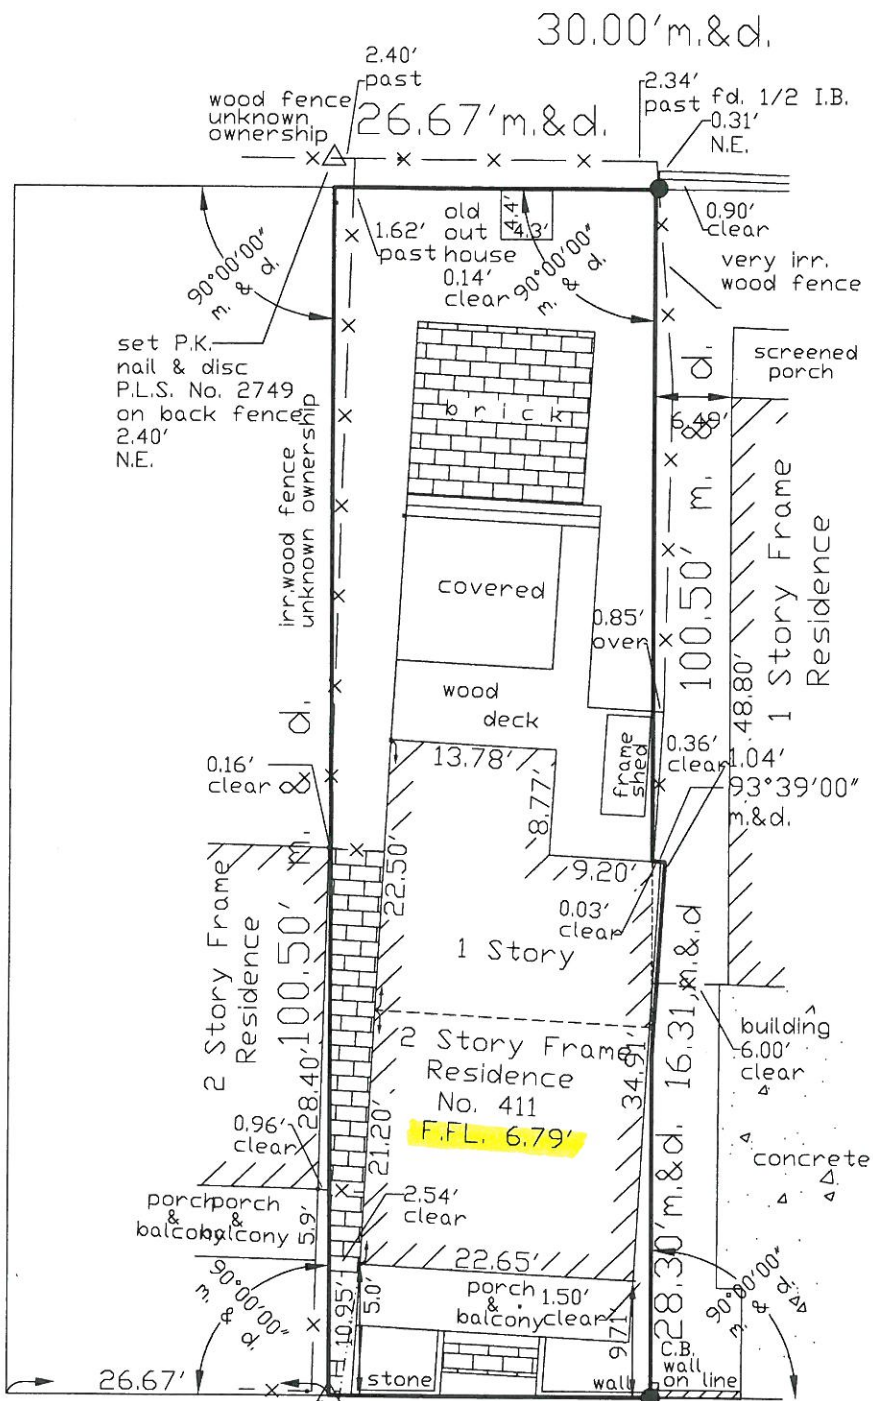 30.00'm.&d.
2.40'
past
2.34'
past
fd. 1/2 I.B.
0.31'
N.E.
wood fence
unknown
ownership
26.67'm.&d.
old
out
house
0.14'
clear
4.4'
4.3'
1.62'
past
90°00'00"
m. & d.
90°00'00"
m. & d.
0.90'
clear
very irr.
wood fence
set P.K.
nail & disc
P.L.S. No. 2749
on back fence
2.40'
N.E.
screened
porch
brick
6.49'
irr.wood fence
unknown ownership
100.50' m. & d.
1 Story Frame
Residence
48.80'
covered
0.85'
over
wood
deck
frame
shed
0.36'
clear
1.04'
93°39'00"
m.&d.
13.78'
8.77'
0.16'
clear
100.50' m. & d.
22.50'
9.20'
0.03'
clear
1 Story
2 Story Frame
Residence
28.40'
16.31'm.&d
building
6.00'
clear
2 Story Frame
Residence
No. 411
F.FL. 6.79'
34.91'
21.20'
0.96'
clear
concrete
2.54'
clear
porch
&
balcony
porch
&
balcony
5.9'
22.65'
28.30'm.&d.
90°00'00"
m. & d.
90°00'00"
m. & d.
10.95'
5.0'
porch
&
balcony
1.50'
clear
9.71'
C.B.
wall
on line
26.67'
stone
wall